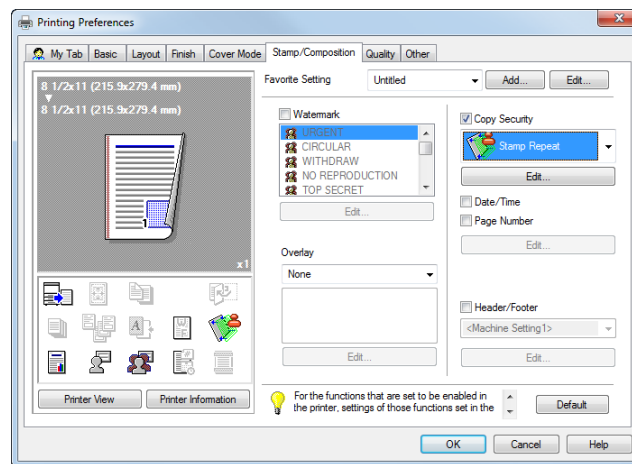 Printing Preferences
My Tab Basic Layout Finish Cover Mode Stamp/Composition Quality Other
8 1/2x11 (215.9x279.4 mm)
8 1/2x11 (215.9x279.4 mm)
1
x1
Printer View Printer Information
Favorite Setting Untitled Add... Edit...
Watermark
URGENT
CIRCULAR
WITHDRAW
NO REPRODUCTION
TOP SECRET
Edit...
Overlay
None
Edit...
Copy Security
Stamp Repeat
Edit...
Date/Time
Page Number
Edit...
Header/Footer
<Machine Setting1>
Edit...
For the functions that are set to be enabled in
the printer, settings of those functions set in the
Default
OK Cancel Help